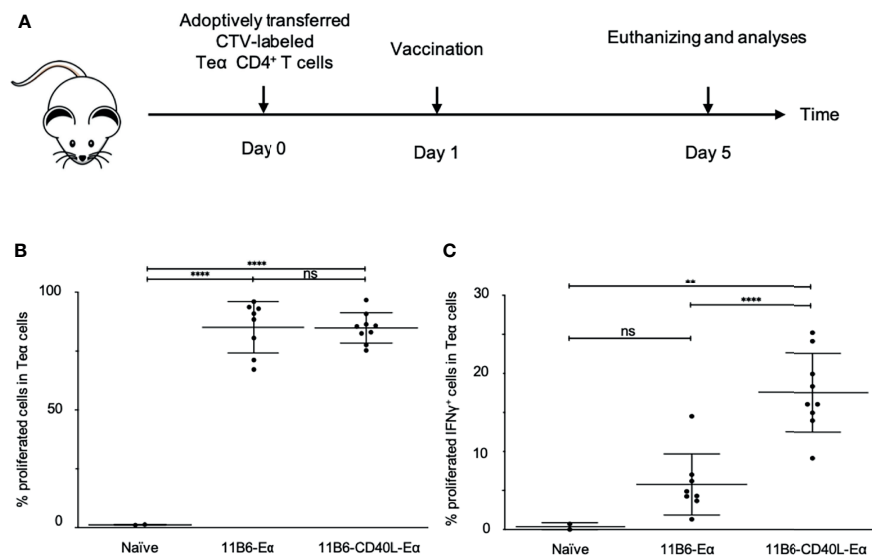 A
Adoptively transferred
CTV-labeled
Teα CD4⁺ T cells
Vaccination
Euthanizing and analyses
Time
Day 0
Day 1
Day 5
B
% proliferated cells in Teα cells
100
50
0
****
****
ns
Naïve
11B6-Eα
11B6-CD40L-Eα
C
% proliferated IFNγ⁺ cells in Teα cells
30
20
10
0
**
****
ns
Naïve
11B6-Eα
11B6-CD40L-Eα